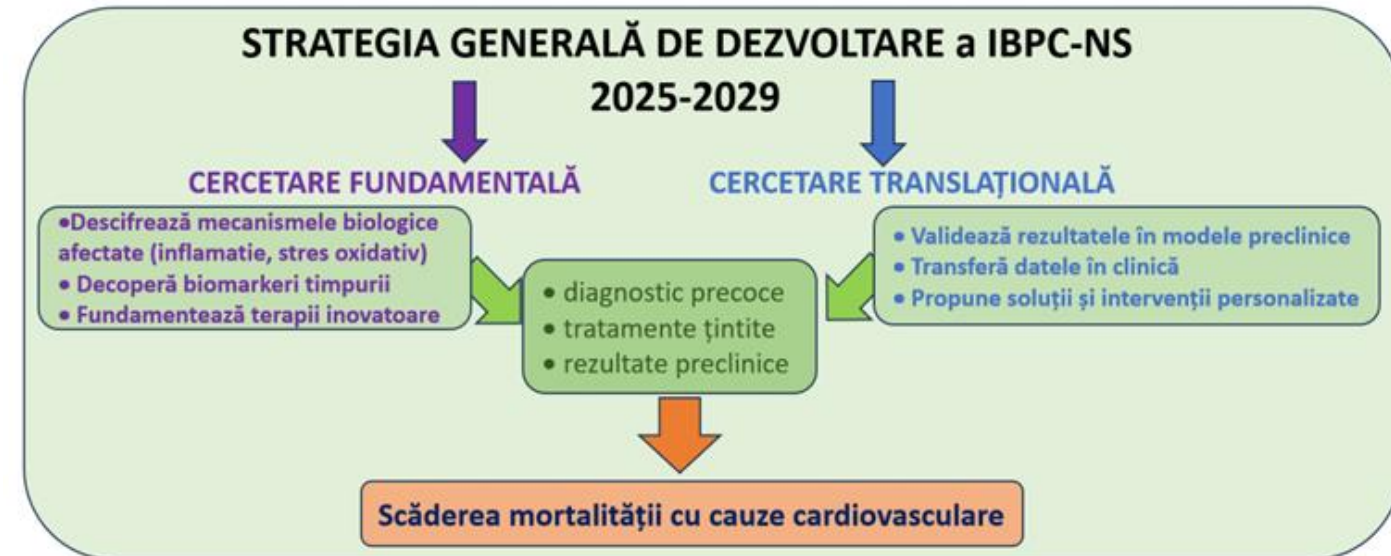 STRATEGIA GENERALĂ DE DEZVOLTARE a IBPC-NS
2025-2029
CERCETARE FUNDAMENTALĂ
•Descifrează mecanismele biologice
afectate (inflamatie, stres oxidativ)
• Decoperă biomarkeri timpurii
• Fundamentează terapii inovatoare
CERCETARE TRANSLAȚIONALĂ
• Validează rezultatele în modele preclinice
• Transferă datele în clinică
• Propune soluții și intervenții personalizate
• diagnostic precoce
• tratamente țintite
• rezultate preclinice
Scăderea mortalității cu cauze cardiovasculare